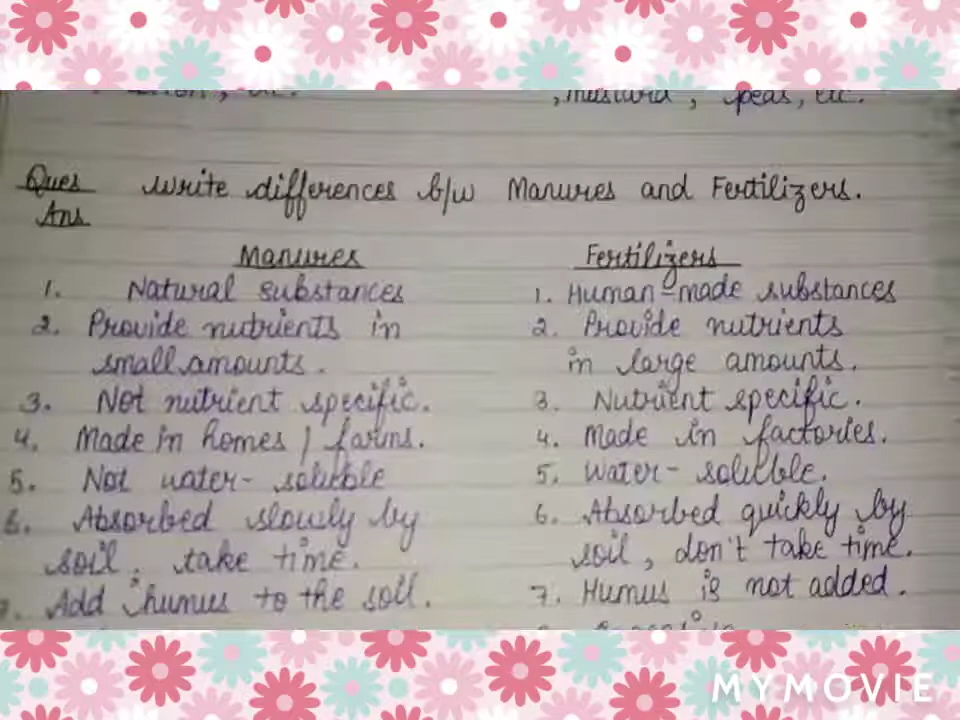 , mustard, peas, etc.
Ques Write differences b/w Manures and Fertilizers.
Ans
Manures Fertilizers
1. Natural substances 1. Human-made substances
2. Provide nutrients in 2. Provide nutrients
small amounts. in large amounts.
3. Not nutrient specific. 3. Nutrient specific.
4. Made in homes / farms. 4. Made in factories.
5. Not water-soluble 5. Water-soluble.
6. Absorbed slowly by 6. Absorbed quickly by
soil, take time. soil, don't take time.
7. Add humus to the soil. 7. Humus is not added.
MYMOVIE